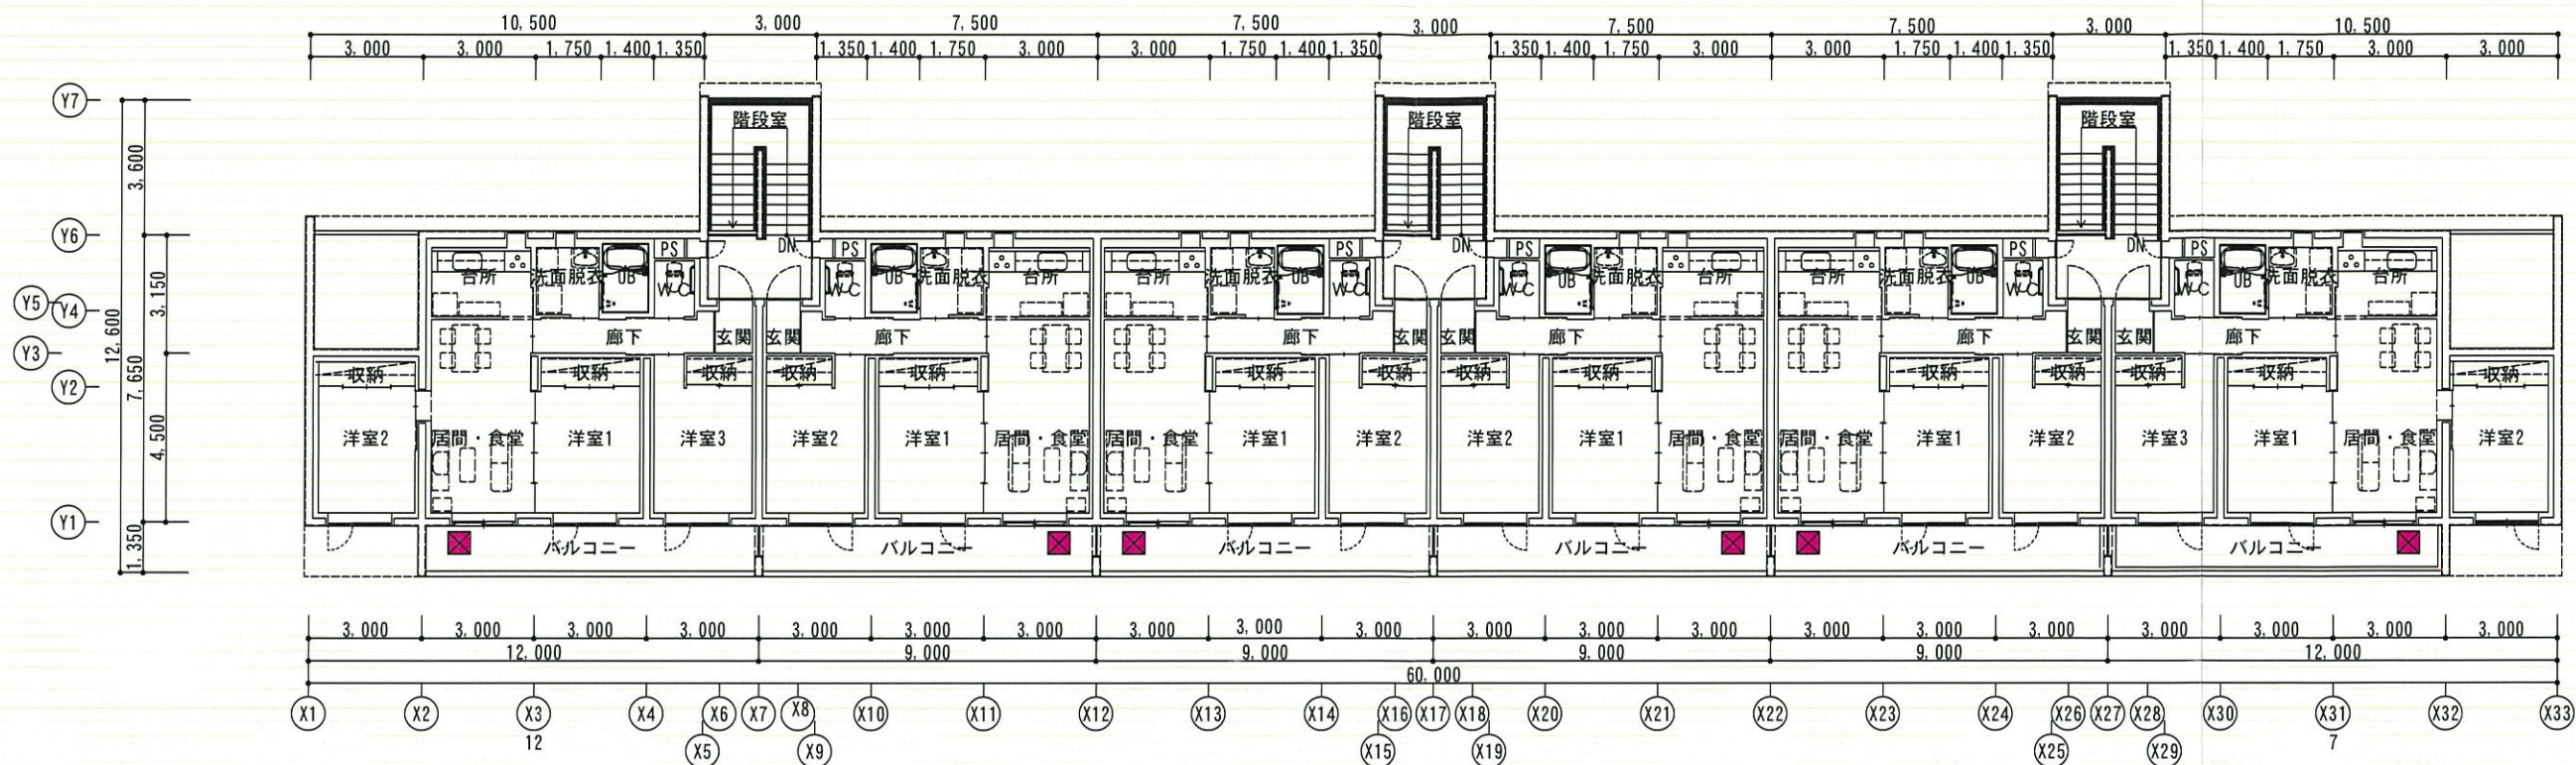 10,500 3,000 7,500 7,500 3,000 7,500 7,500 3,000 10,500
3,000 3,000 1,750 1,400 1,350 1,350 1,400 1,750 3,000 3,000 1,750 1,400 1,350 1,350 1,400 1,750 3,000 3,000 1,750 1,400 1,350 1,350 1,400 1,750 3,000 3,000
Y7
階段室 階段室 階段室
3,600
Y6
PS DN PS PS DN PS PS DN PS
台所 洗面脱衣 UB WC WC UB 洗面脱衣 台所 台所 洗面脱衣 UB WC WC UB 洗面脱衣 台所 台所 洗面脱衣 UB WC WC UB 洗面脱衣 台所
3,150
Y5 Y4
12,600
廊下 玄関 玄関 廊下 廊下 玄関 玄関 廊下 廊下 玄関 玄関 廊下
Y3
収納 収納 収納 収納 収納 収納 収納 収納 収納 収納 収納 収納 収納 収納
Y2
7,650
4,500
洋室2 居間・食堂 洋室1 洋室3 洋室2 洋室1 居間・食堂 居間・食堂 洋室1 洋室2 洋室2 洋室1 居間・食堂 居間・食堂 洋室1 洋室2 洋室3 洋室1 居間・食堂 洋室2
Y1
1,350
バルコニー バルコニー バルコニー バルコニー バルコニー バルコニー
3,000 3,000 3,000 3,000 3,000 3,000 3,000 3,000 3,000 3,000 3,000 3,000 3,000 3,000 3,000 3,000 3,000 3,000 3,000 3,000
12,000 9,000 9,000 9,000 9,000 12,000
60,000
X1 X2 X3 X4 X6 X7 X8 X10 X11 X12 X13 X14 X16 X17 X18 X20 X21 X22 X23 X24 X26 X27 X28 X30 X31 X32 X33
12 X5 X9 X15 X19 X25 X29 7